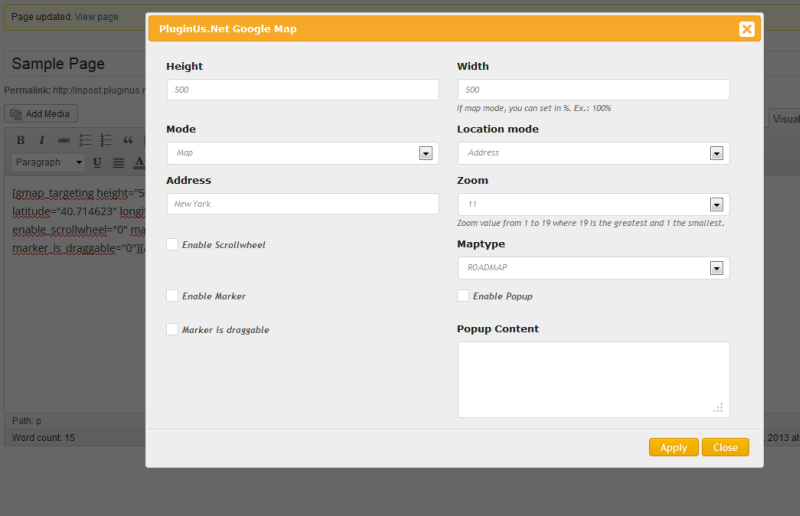 Page updated. View page
PluginUs.Net Google Map
Sample Page
Permalink: http://inpost.pluginus.
Add Media
Visual
B I ABC
Paragraph U A
[gmap_targeting height="5
latitude="40.714623"
enable_scrollwheel="0"
marker_is_draggable="0"][
Path: p
Word count: 15
, 2013 at
Height
500
Width
500
If map mode, you can set in %. Ex.: 100%
Mode
Map
Location mode
Address
Address
New York
Zoom
11
Zoom value from 1 to 19 where 19 is the greatest and 1 the smallest.
Enable Scrollwheel
Maptype
ROADMAP
Enable Marker
Enable Popup
Marker is draggable
Popup Content
Apply
Close